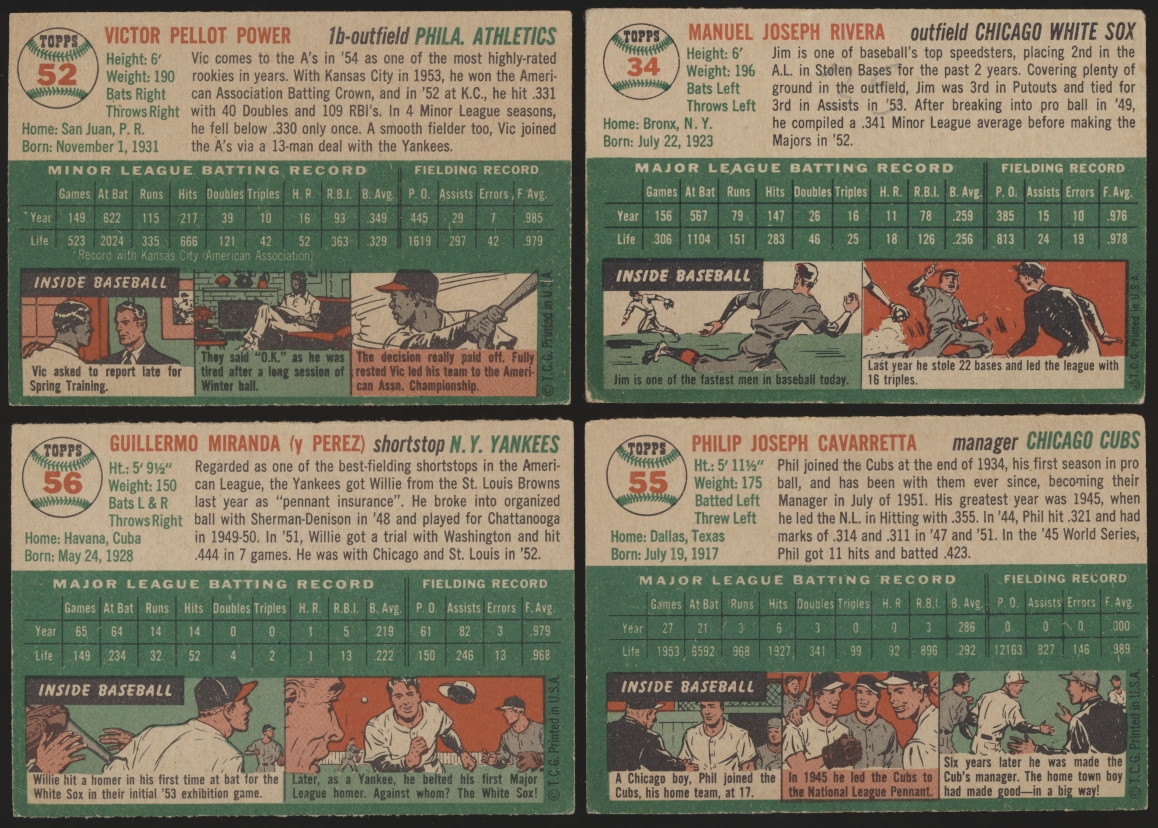 TOPPS
52
VICTOR PELLOT POWER 1b-outfield PHILA. ATHLETICS
Height: 6'
Weight: 190
Bats Right
Throws Right
Home: San Juan, P. R.
Born: November 1, 1931
Vic comes to the A's in '54 as one of the most highly-rated
rookies in years. With Kansas City in 1953, he won the Ameri-
can Association Batting Crown, and in '52 at K.C., he hit .331
with 40 Doubles and 109 RBI's. In 4 Minor League seasons,
he fell below .330 only once. A smooth fielder too, Vic joined
the A's via a 13-man deal with the Yankees.
MINOR LEAGUE BATTING RECORD FIELDING RECORD
Games At Bat Runs Hits Doubles Triples H. R. R.B.I. B. Avg. P. O. Assists Errors F. Avg.
*Year 149 622 115 217 39 10 16 93 .349 445 29 7 .985
Life 523 2024 335 666 121 42 52 363 .329 1619 297 42 .979
*Record with Kansas City (American Association)
INSIDE BASEBALL
Vic asked to report late for
Spring Training.
They said "O.K." as he was
tired after a long session of
Winter ball.
The decision really paid off. Fully
rested Vic led his team to the Ameri-
can Assn. Championship.
© T.C.G. Printed in U.S.A.
TOPPS
34
MANUEL JOSEPH RIVERA outfield CHICAGO WHITE SOX
Height: 6'
Weight: 196
Bats Left
Throws Left
Home: Bronx, N. Y.
Born: July 22, 1923
Jim is one of baseball's top speedsters, placing 2nd in the
A.L. in Stolen Bases for the past 2 years. Covering plenty of
ground in the outfield, Jim was 3rd in Putouts and tied for
3rd in Assists in '53. After breaking into pro ball in '49,
he compiled a .341 Minor League average before making the
Majors in '52.
MAJOR LEAGUE BATTING RECORD FIELDING RECORD
Games At Bat Runs Hits Doubles Triples H. R. R.B.I. B. Avg. P. O. Assists Errors F. Avg.
Year 156 567 79 147 26 16 11 78 .259 385 15 10 .976
Life 306 1104 151 283 46 25 18 126 .256 813 24 19 .978
INSIDE BASEBALL
Jim is one of the fastest men in baseball today.
Last year he stole 22 bases and led the league with
16 triples.
© T.C.G. Printed in U.S.A.
TOPPS
56
GUILLERMO MIRANDA (y PEREZ) shortstop N. Y. YANKEES
Ht.: 5' 9½"
Weight: 150
Bats L & R
Throws Right
Home: Havana, Cuba
Born: May 24, 1928
Regarded as one of the best-fielding shortstops in the Ameri-
can League, the Yankees got Willie from the St. Louis Browns
last year as "pennant insurance". He broke into organized
ball with Sherman-Denison in '48 and played for Chattanooga
in 1949-50. In '51, Willie got a trial with Washington and hit
.444 in 7 games. He was with Chicago and St. Louis in '52.
MAJOR LEAGUE BATTING RECORD FIELDING RECORD
Games At Bat Runs Hits Doubles Triples H. R. R.B.I. B. Avg. P. O. Assists Errors F. Avg.
Year 65 64 14 14 0 0 1 5 .219 61 82 3 .979
Life 149 234 32 52 4 2 1 13 .222 150 246 13 .968
INSIDE BASEBALL
Willie hit a homer in his first time at bat for the
White Sox in their initial '53 exhibition game.
Later, as a Yankee, he belted his first Major
League homer. Against whom? The White Sox!
© T.C.G. Printed in U.S.A.
TOPPS
55
PHILIP JOSEPH CAVARRETTA manager CHICAGO CUBS
Ht.: 5' 11½"
Weight: 175
Batted Left
Threw Left
Home: Dallas, Texas
Born: July 19, 1917
Phil joined the Cubs at the end of 1934, his first season in pro
ball, and has been with them ever since, becoming their
Manager in July of 1951. His greatest year was 1945, when
he led the N.L. in Hitting with .355. In '44, Phil hit .321 and had
marks of .314 and .311 in '47 and '51. In the '45 World Series,
Phil got 11 hits and batted .423.
MAJOR LEAGUE BATTING RECORD FIELDING RECORD
Games At Bat Runs Hits Doubles Triples H. R R.B.I. B. Avg. P. O. Assists Errors F. Avg.
Year 27 21 3 6 3 0 0 3 .286 0 0 0 .000
Life 1953 6592 968 1927 341 99 92 896 .292 12163 827 146 .989
INSIDE BASEBALL
A Chicago boy, Phil joined the
Cubs, his home team, at 17.
In 1945 he led the Cubs to
the National League Pennant.
Six years later he was made the
Cub's manager. The home town boy
had made good—in a big way!
© T.C.G. Printed in U.S.A.